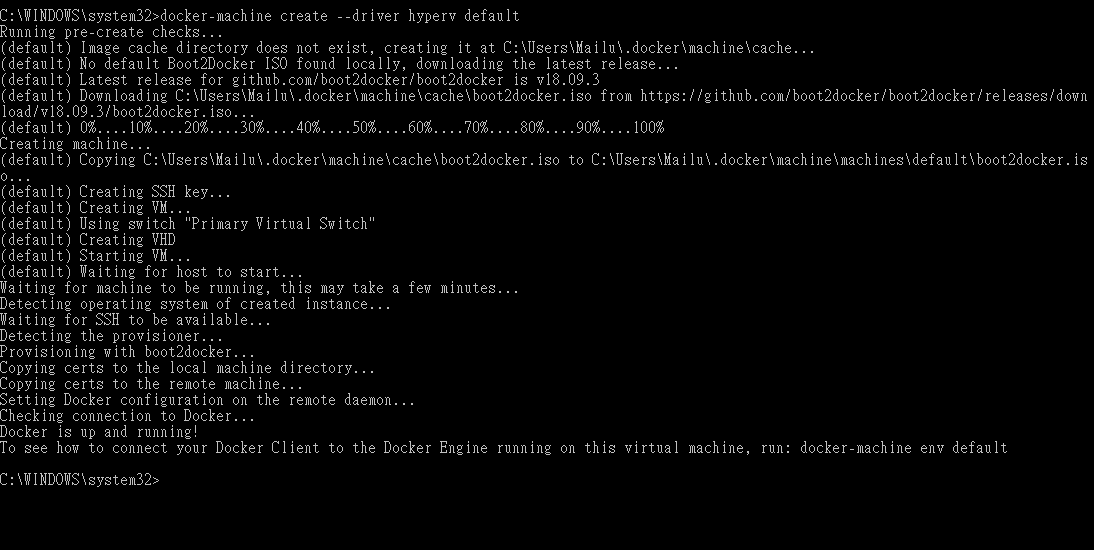 C:\WINDOWS\system32>docker-machine create --driver hyperv default
Running pre-create checks...
(default) Image cache directory does not exist, creating it at C:\Users\Mailu\.docker\machine\cache...
(default) No default Boot2Docker ISO found locally, downloading the latest release...
(default) Latest release for github.com/boot2docker/boot2docker is v18.09.3
(default) Downloading C:\Users\Mailu\.docker\machine\cache\boot2docker.iso from https://github.com/boot2docker/boot2docker/releases/down
load/v18.09.3/boot2docker.iso...
(default) 0%....10%....20%....30%....40%....50%....60%....70%....80%....90%....100%
Creating machine...
(default) Copying C:\Users\Mailu\.docker\machine\cache\boot2docker.iso to C:\Users\Mailu\.docker\machine\machines\default\boot2docker.is
o...
(default) Creating SSH key...
(default) Creating VM...
(default) Using switch "Primary Virtual Switch"
(default) Creating VHD
(default) Starting VM...
(default) Waiting for host to start...
Waiting for machine to be running, this may take a few minutes...
Detecting operating system of created instance...
Waiting for SSH to be available...
Detecting the provisioner...
Provisioning with boot2docker...
Copying certs to the local machine directory...
Copying certs to the remote machine...
Setting Docker configuration on the remote daemon...
Checking connection to Docker...
Docker is up and running!
To see how to connect your Docker Client to the Docker Engine running on this virtual machine, run: docker-machine env default
C:\WINDOWS\system32>